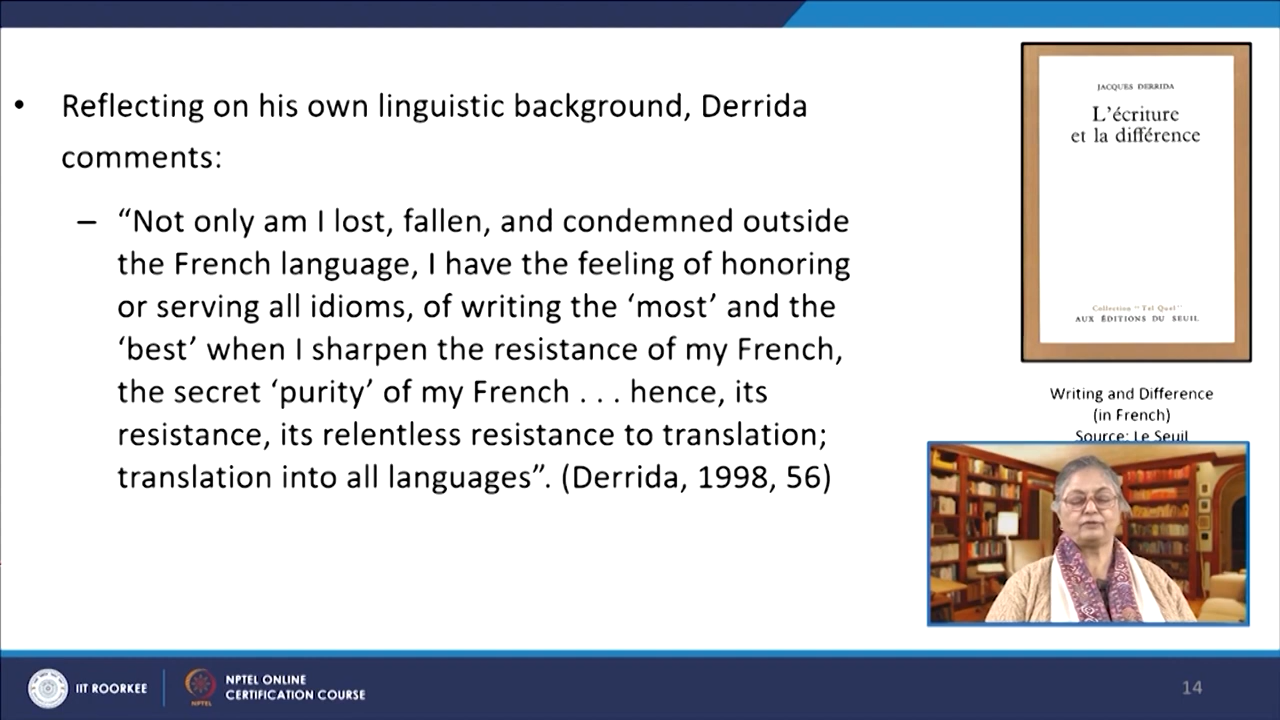 • Reflecting on his own linguistic background, Derrida
comments:
– “Not only am I lost, fallen, and condemned outside
the French language, I have the feeling of honoring
or serving all idioms, of writing the ‘most’ and the
‘best’ when I sharpen the resistance of my French,
the secret ‘purity’ of my French . . . hence, its
resistance, its relentless resistance to translation;
translation into all languages”. (Derrida, 1998, 56)
JACQUES DERRIDA
L'écriture
et la différence
Collection "Tel Quel"
AUX ÉDITIONS DU SEUIL
Writing and Difference
(in French)
Source: Le Seuil
IIT ROORKEE
NPTEL
NPTEL ONLINE
CERTIFICATION COURSE
14